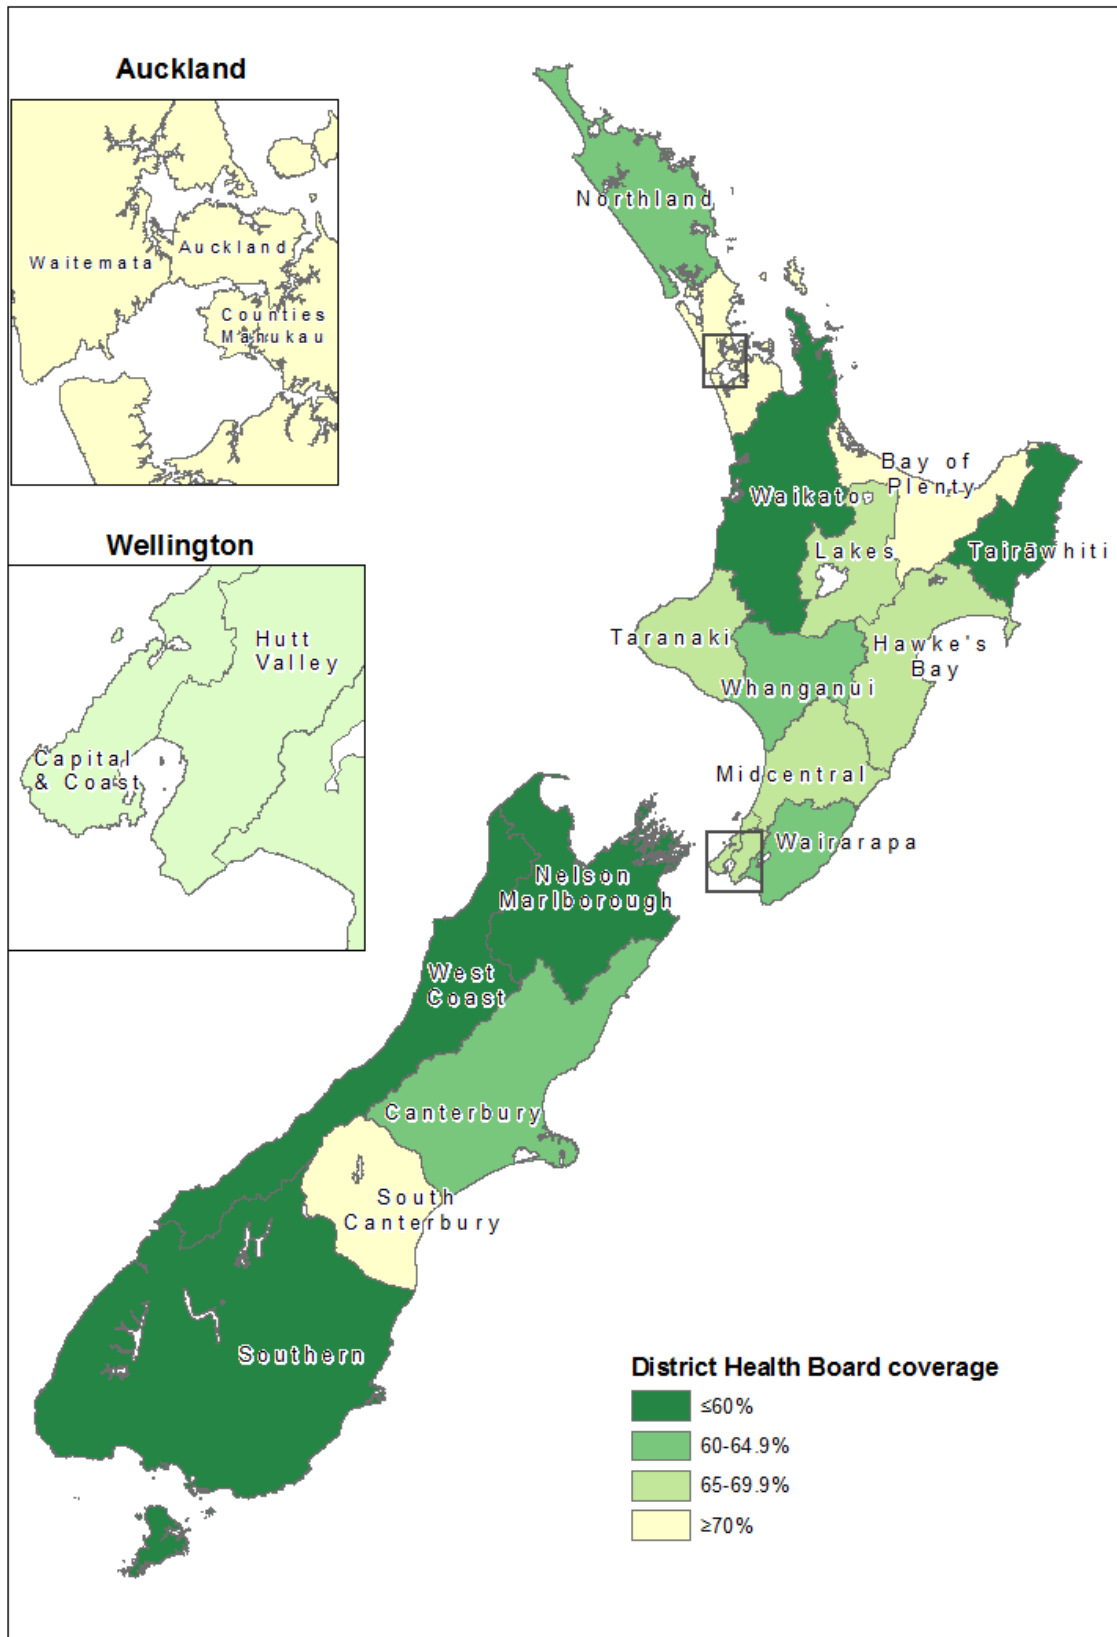 Auckland
Waitemata
Auckland
Counties
Manukau
Wellington
Hutt
Valley
Capital
& Coast
Northland
Waikato
Bay of
Plenty
Lakes
Tairāwhiti
Taranaki
Hawke's
Bay
Whanganui
Midcentral
Wairarapa
Nelson
Marlborough
West
Coast
Canterbury
South
Canterbury
Southern
District Health Board coverage
≤60%
60-64.9%
65-69.9%
≥70%